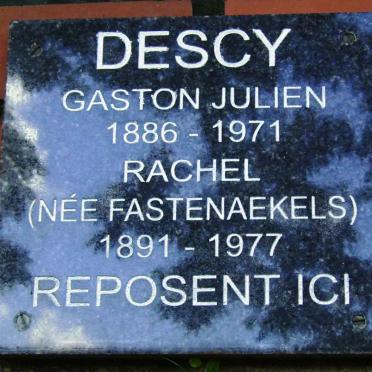 DESCY
GASTON JULIEN
1886 - 1971
RACHEL
(NÉE FASTENAEKELS)
1891 - 1977
REPOSENT ICI